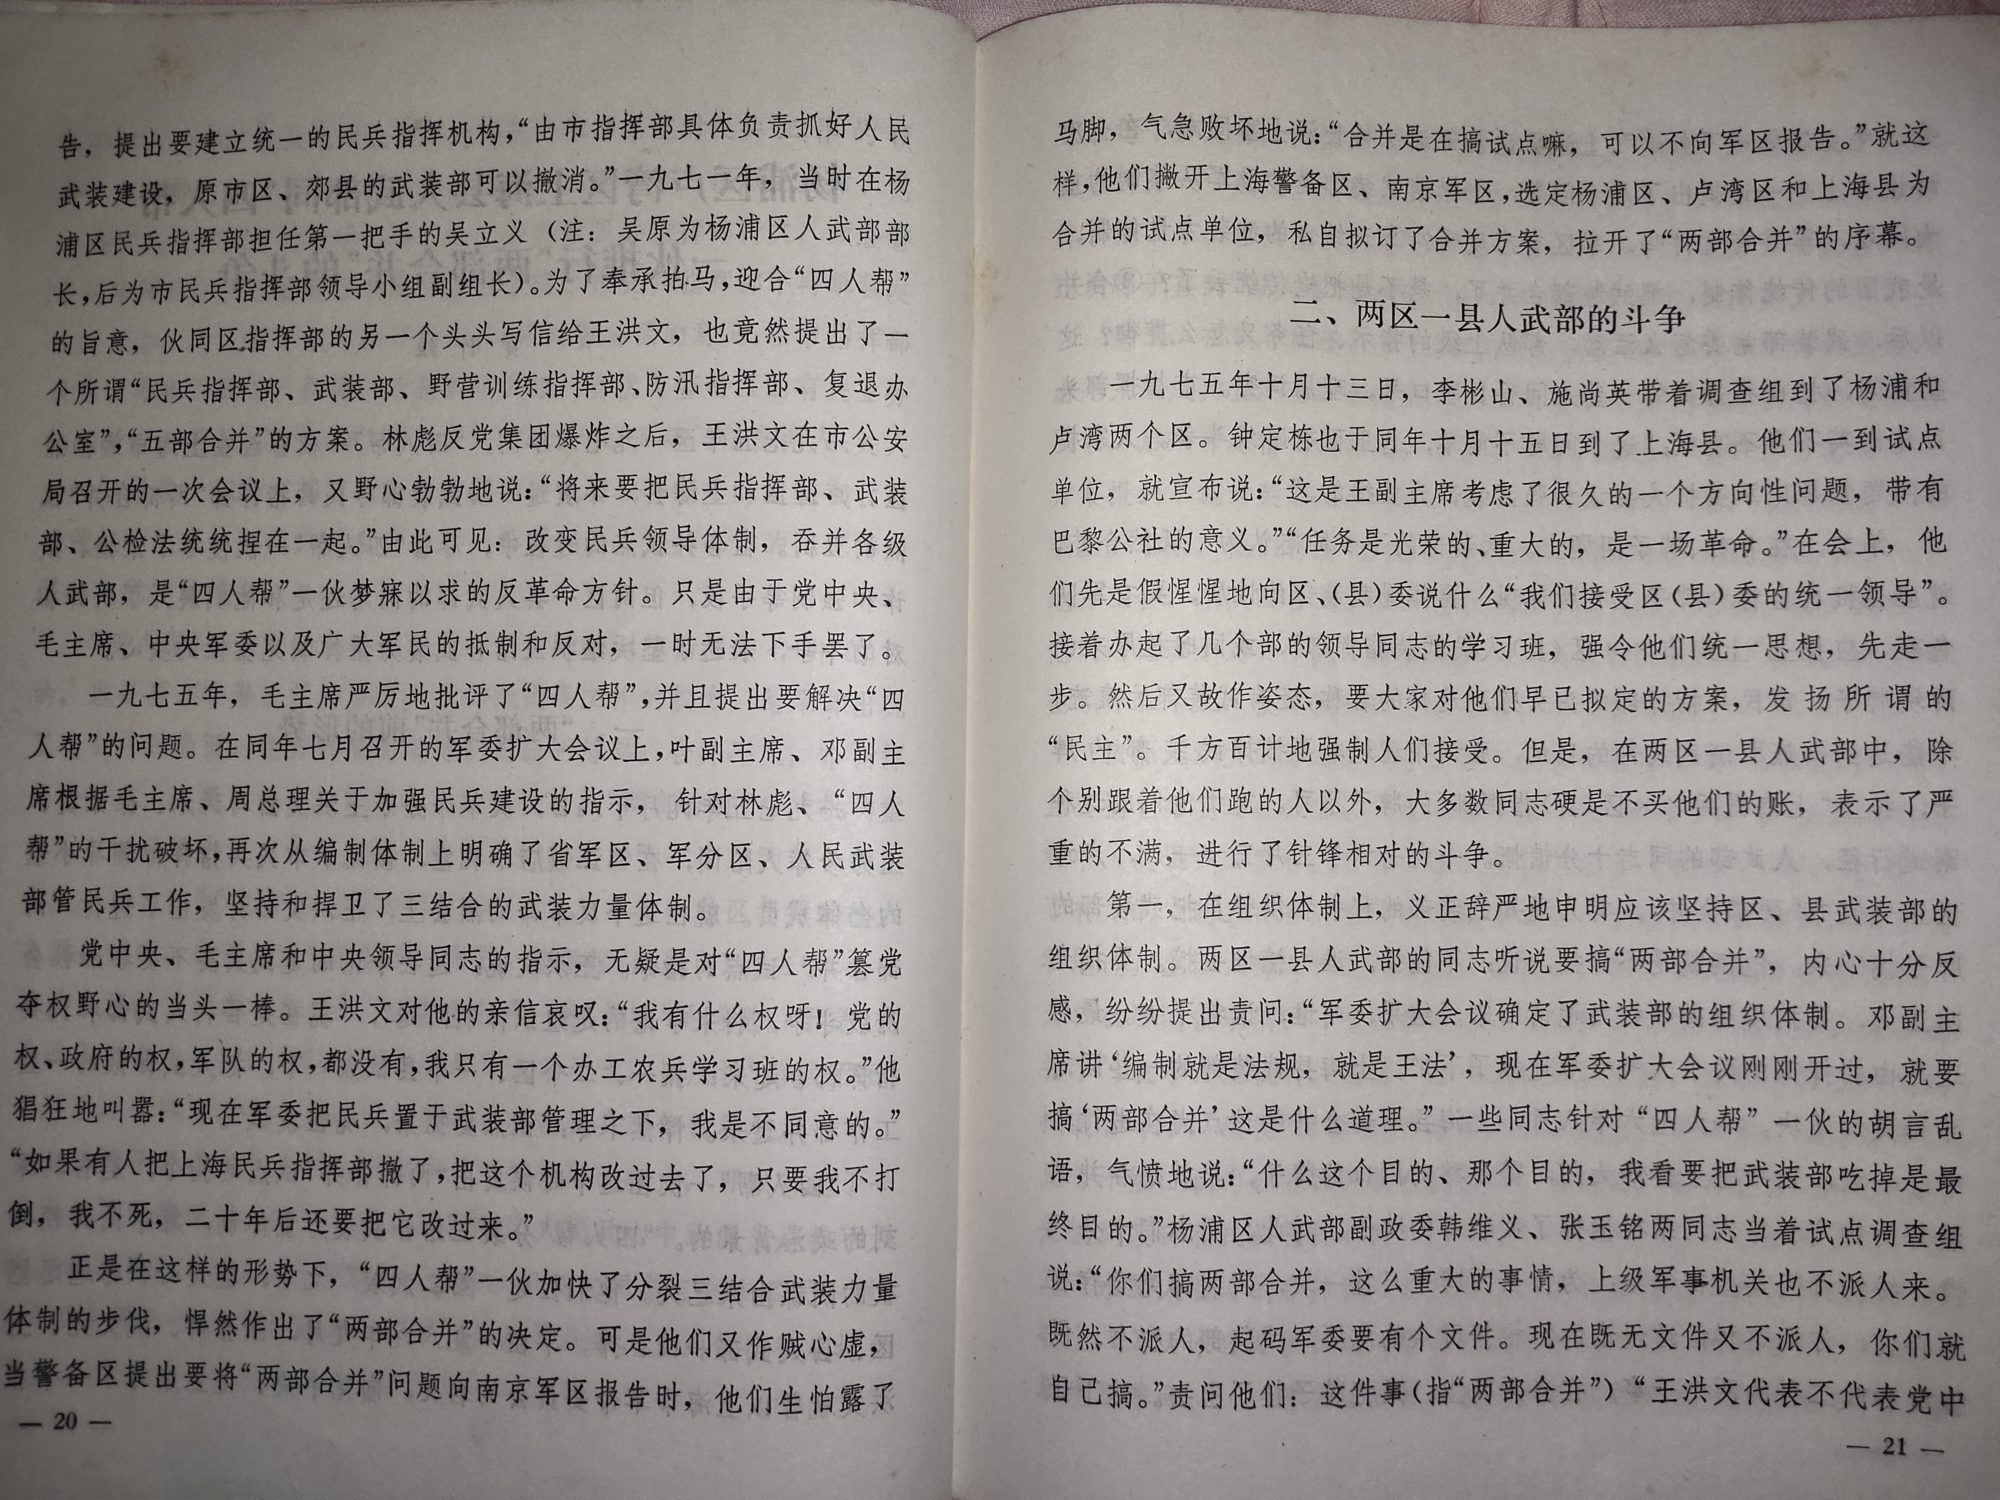 告，提出要建立统一的民兵指挥机构，“由市指挥部具体负责抓好人民
武装建设，原市区、郊县的武装部可以撤消。”一九七一年，当时在杨
浦区民兵指挥部担任第一把手的吴立义（注：吴原为杨浦区人武部部
长，后为市民兵指挥部领导小组副组长）。为了奉承拍马，迎合“四人帮”
的旨意，伙同区指挥部的另一个头头写信给王洪文，也竟然提出了一
个所谓“民兵指挥部、武装部、野营训练指挥部、防汛指挥部、复退办
公室”，“五部合并”的方案。林彪反党集团爆炸之后，王洪文在市公安
局召开的一次会议上，又野心勃勃地说：“将来要把民兵指挥部、武装
部、公检法统统捏在一起。”由此可见：改变民兵领导体制，吞并各级
人武部，是“四人帮”一伙梦寐以求的反革命方针。只是由于党中央、
毛主席、中央军委以及广大军民的抵制和反对，一时无法下手罢了。
一九七五年，毛主席严厉地批评了“四人帮”，并且提出要解决“四
人帮”的问题。在同年七月召开的军委扩大会议上，叶副主席、邓副主
席根据毛主席、周总理关于加强民兵建设的指示，针对林彪、“四人
帮”的干扰破坏，再次从编制体制上明确了省军区、军分区、人民武装
部管民兵工作，坚持和捍卫了三结合的武装力量体制。
党中央、毛主席和中央领导同志的指示，无疑是对“四人帮”篡党
夺权野心的当头一棒。王洪文对他的亲信哀叹：“我有什么权呀！党的
权、政府的权，军队的权，都没有，我只有一个办工农兵学习班的权。”他
猖狂地叫嚣：“现在军委把民兵置于武装部管理之下，我是不同意的。”
“如果有人把上海民兵指挥部撤了，把这个机构改过去了，只要我不打
倒，我不死，二十年后还要把它改过来。”
正是在这样的形势下，“四人帮”一伙加快了分裂三结合武装力量
体制的步伐，悍然作出了“两部合并”的决定。可是他们又作贼心虚，
当警备区提出要将“两部合并”问题向南京军区报告时，他们生怕露了
— 20 —
马脚，气急败坏地说：“合并是在搞试点嘛，可以不向军区报告。”就这
样，他们撇开上海警备区、南京军区，选定杨浦区、卢湾区和上海县为
合并的试点单位，私自拟订了合并方案，拉开了“两部合并”的序幕。
二、两区一县人武部的斗争
一九七五年十月十三日，李彬山、施尚英带着调查组到了杨浦和
卢湾两个区。钟定栋也于同年十月十五日到了上海县。他们一到试点
单位，就宣布说：“这是王副主席考虑了很久的一个方向性问题，带有
巴黎公社的意义。”“任务是光荣的、重大的，是一场革命。”在会上，他
们先是假惺惺地向区、（县）委说什么“我们接受区（县）委的统一领导”。
接着办起了几个部的领导同志的学习班，强令他们统一思想，先走一
步。然后又故作姿态，要大家对他们早已拟定的方案，发扬所谓的
“民主”。千方百计地强制人们接受。但是，在两区一县人武部中，除
个别跟着他们跑的人以外，大多数同志硬是不买他们的账，表示了严
重的不满，进行了针锋相对的斗争。
第一，在组织体制上，义正辞严地申明应该坚持区、县武装部的
组织体制。两区一县人武部的同志听说要搞“两部合并”，内心十分反
感，纷纷提出责问：“军委扩大会议确定了武装部的组织体制。邓副主
席讲‘编制就是法规，就是王法’，现在军委扩大会议刚刚开过，就要
搞‘两部合并’这是什么道理。”一些同志针对“四人帮”一伙的胡言乱
语，气愤地说：“什么这个目的、那个目的，我看要把武装部吃掉是最
终目的。”杨浦区人武部副政委韩维义、张玉铭两同志当着试点调查组
说：“你们搞两部合并，这么重大的事情，上级军事机关也不派人来。
既然不派人，起码军委要有个文件。现在既无文件又不派人，你们就
自己搞。”责问他们：这件事（指“两部合并”）“王洪文代表不代表党中
— 21 —